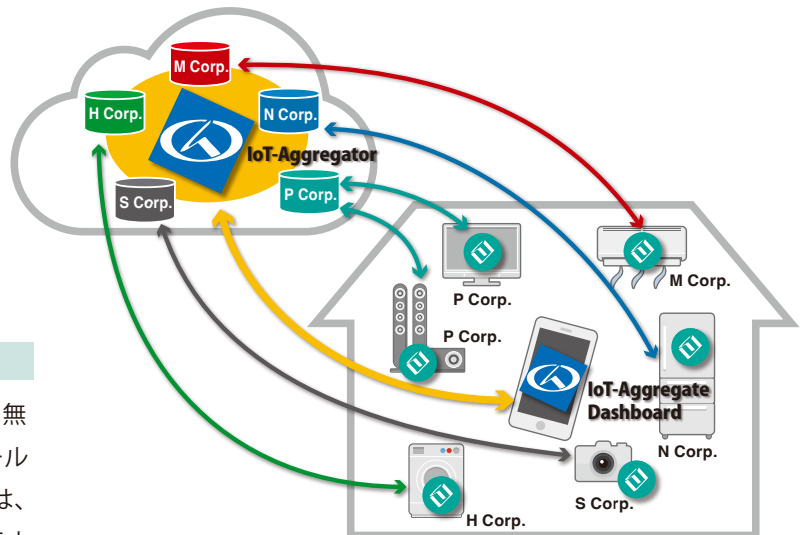 M Corp.
H Corp.
N Corp.
IoT-Aggregator
S Corp.
P Corp.
P Corp.
M Corp.
P Corp.
IoT-Aggregate
Dashboard
N Corp.
S Corp.
H Corp.
無
ール
は、